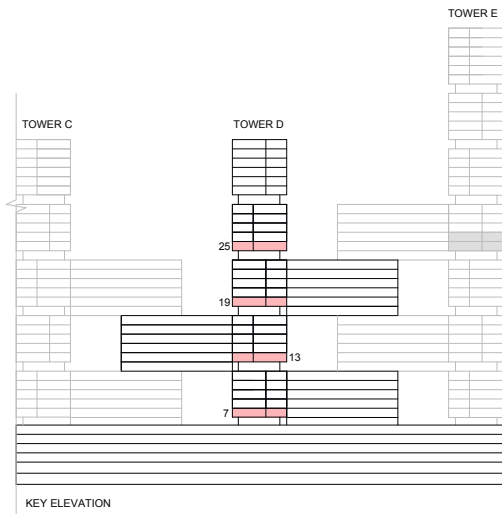 TOWER E
TOWER C
TOWER D
25
19
13
7
KEY ELEVATION